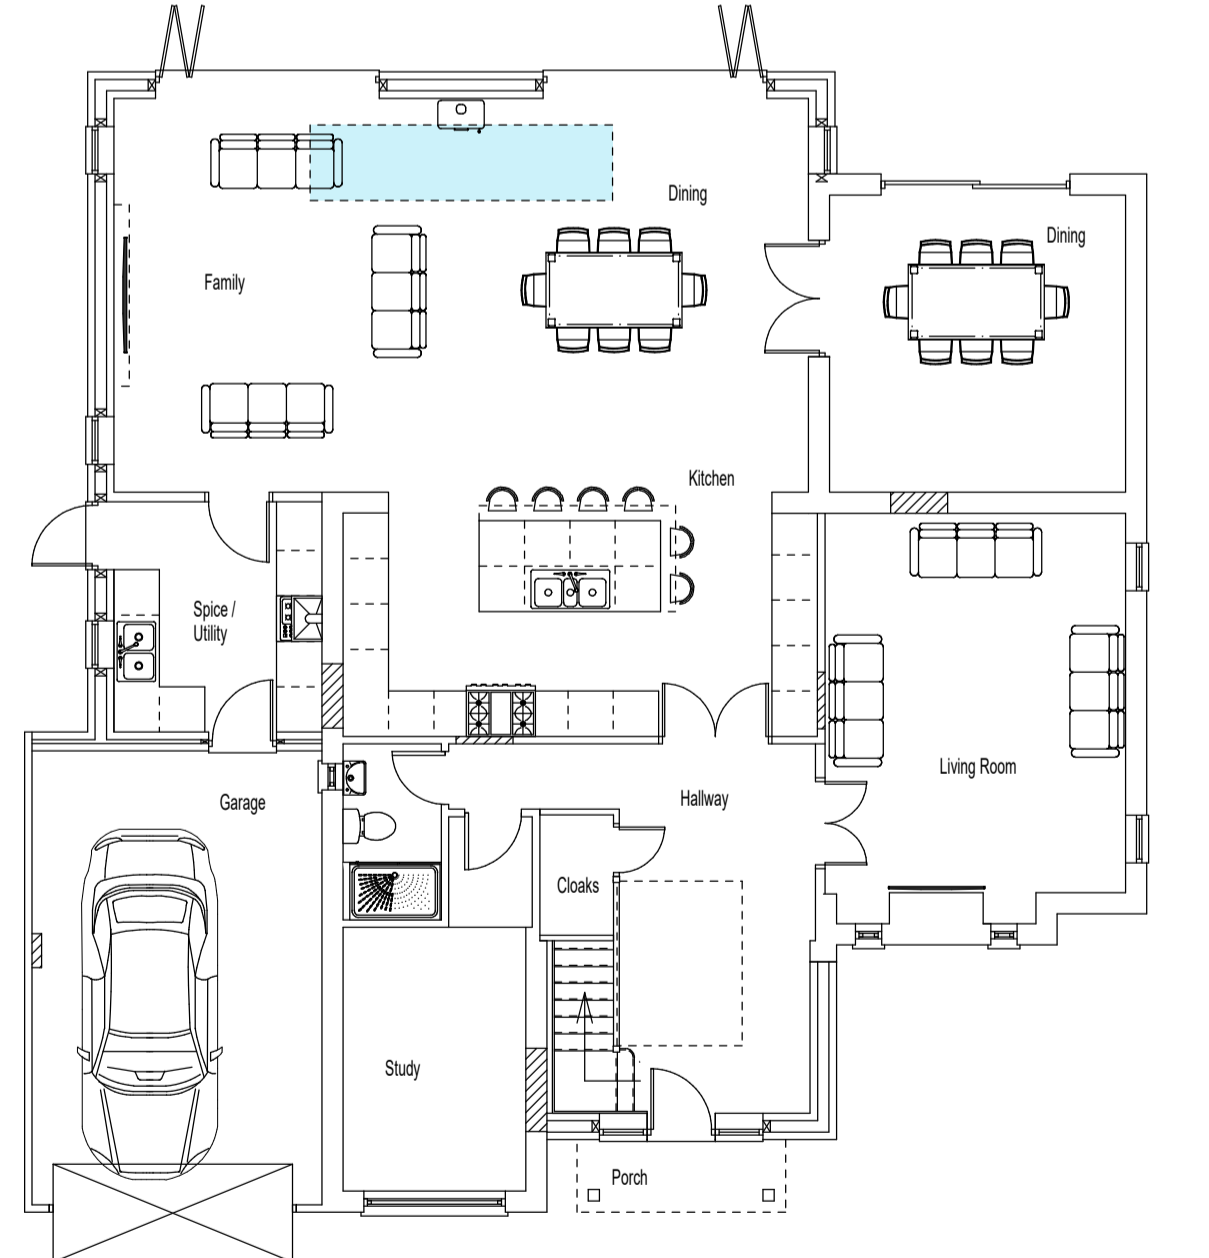 Dining
Dining
Family
Kitchen
Spice /
Utility
Living Room
Garage
Hallway
Cloaks
Study
Porch